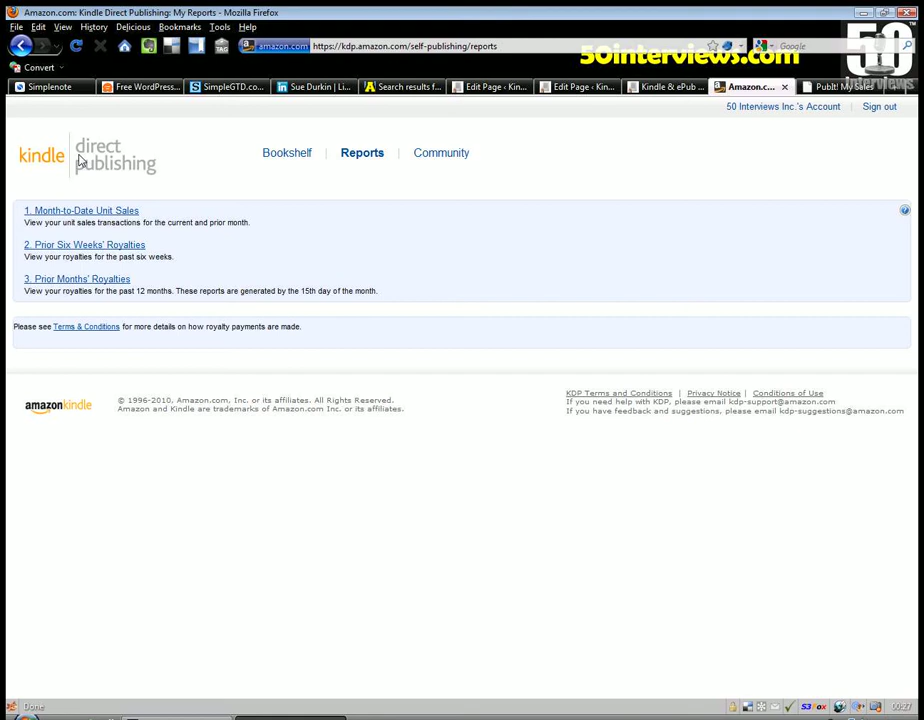 Amazon.com: Kindle Direct Publishing: My Reports - Mozilla Firefox
File Edit View History Delicious Bookmarks Tools Help
amazon.com https://kdp.amazon.com/self-publishing/reports Google
50interviews.com
50
interviews
Convert
Simplenote Free WordPress... SimpleGTD.co... Sue Durkin | Li... Search results f... Edit Page ‹ Kin... Edit Page ‹ Kin... Kindle & ePub ... Amazon.c... PubIt! My Sales
50 Interviews Inc.'s Account Sign out
kindle direct publishing
Bookshelf | Reports | Community
1. Month-to-Date Unit Sales
View your unit sales transactions for the current and prior month.
2. Prior Six Weeks' Royalties
View your royalties for the past six weeks.
3. Prior Months' Royalties
View your royalties for the past 12 months. These reports are generated by the 15th day of the month.
Please see Terms & Conditions for more details on how royalty payments are made.
amazonkindle
© 1996-2010, Amazon.com, Inc. or its affiliates. All Rights Reserved.
Amazon and Kindle are trademarks of Amazon.com Inc. or its affiliates.
KDP Terms and Conditions | Privacy Notice | Conditions of Use
If you need help with KDP, please email kdp-support@amazon.com
If you have feedback and suggestions, please email kdp-suggestions@amazon.com
Done S3Fox 00:27